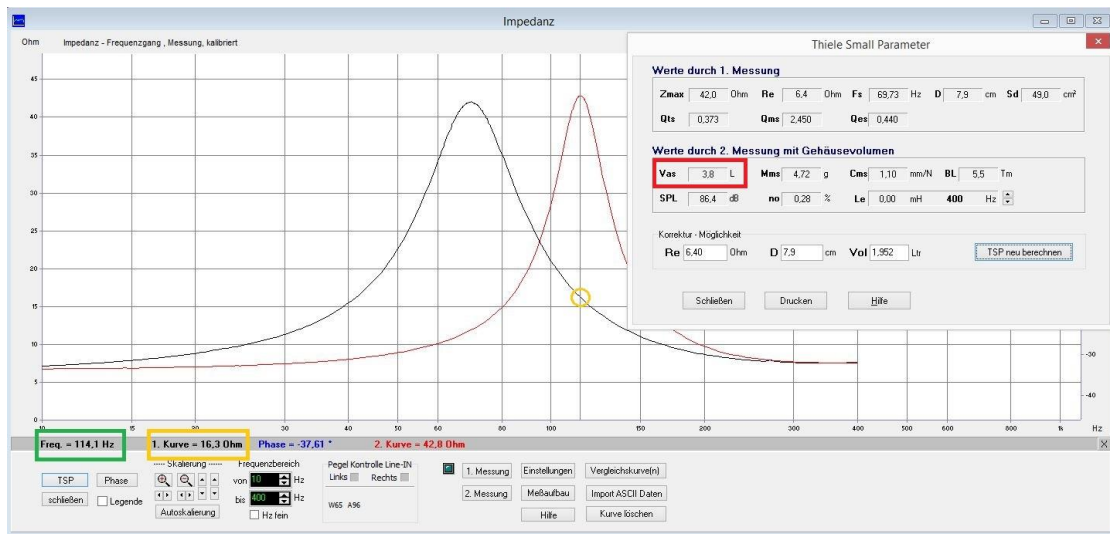 Impedanz
Ohm Impedanz - Frequenzgang , Messung, kalibriert
45
40
35
30
25
20
15
10
5
0
-30
-40
10 15 20 30 40 50 60 80 100 200 300 400 500 600 800 1k Hz
Thiele Small Parameter
Werte durch 1. Messung
Zmax 42,0 Ohm Re 6,4 Ohm Fs 69,73 Hz D 7,9 cm Sd 49,0 cm²
Qts 0,373 Qms 2,450 Qes 0,440
Werte durch 2. Messung mit Gehäusevolumen
Vas 3,8 L Mms 4,72 g Cms 1,10 mm/N BL 5,5 Tm
SPL 86,4 dB no 0,28 % Le 0,00 mH 400 Hz
Korrektur - Möglichkeit
Re 6,40 Ohm D 7,9 cm Vol 1,952 Ltr TSP neu berechnen
Schließen Drucken Hilfe
Freq. = 114,1 Hz 1. Kurve = 16,3 Ohm Phase = -37,61 ° 2. Kurve = 42,8 Ohm X
TSP Phase
schließen Legende
Skalierung
Autoskalierung
Frequenzbereich
von 10 Hz
bis 400 Hz
Hz fein
Pegel Kontrolle Line-IN
Links Rechts
W65 A96
1. Messung Einstellungen Vergleichskurve(n)
2. Messung Meßaufbau Import ASCII Daten
Hilfe Kurve löschen